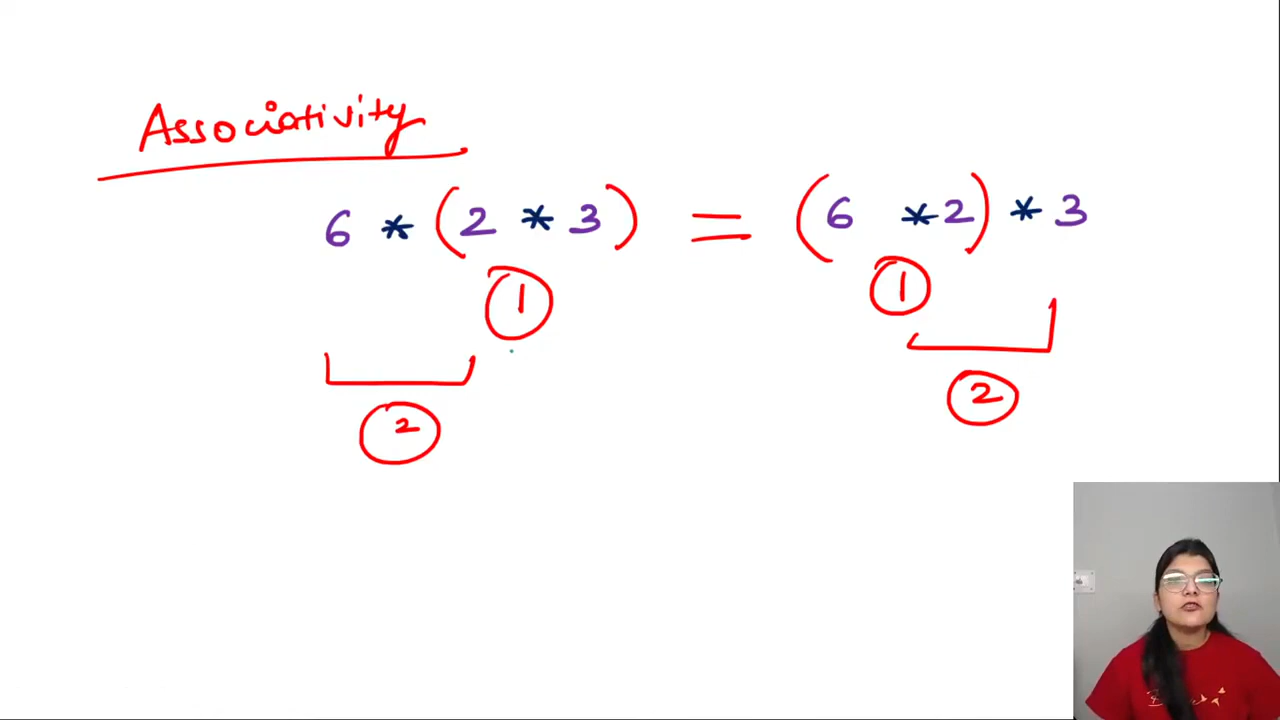 Associativity
6 * (2 * 3) = (6 * 2) * 3
1 1
2 2